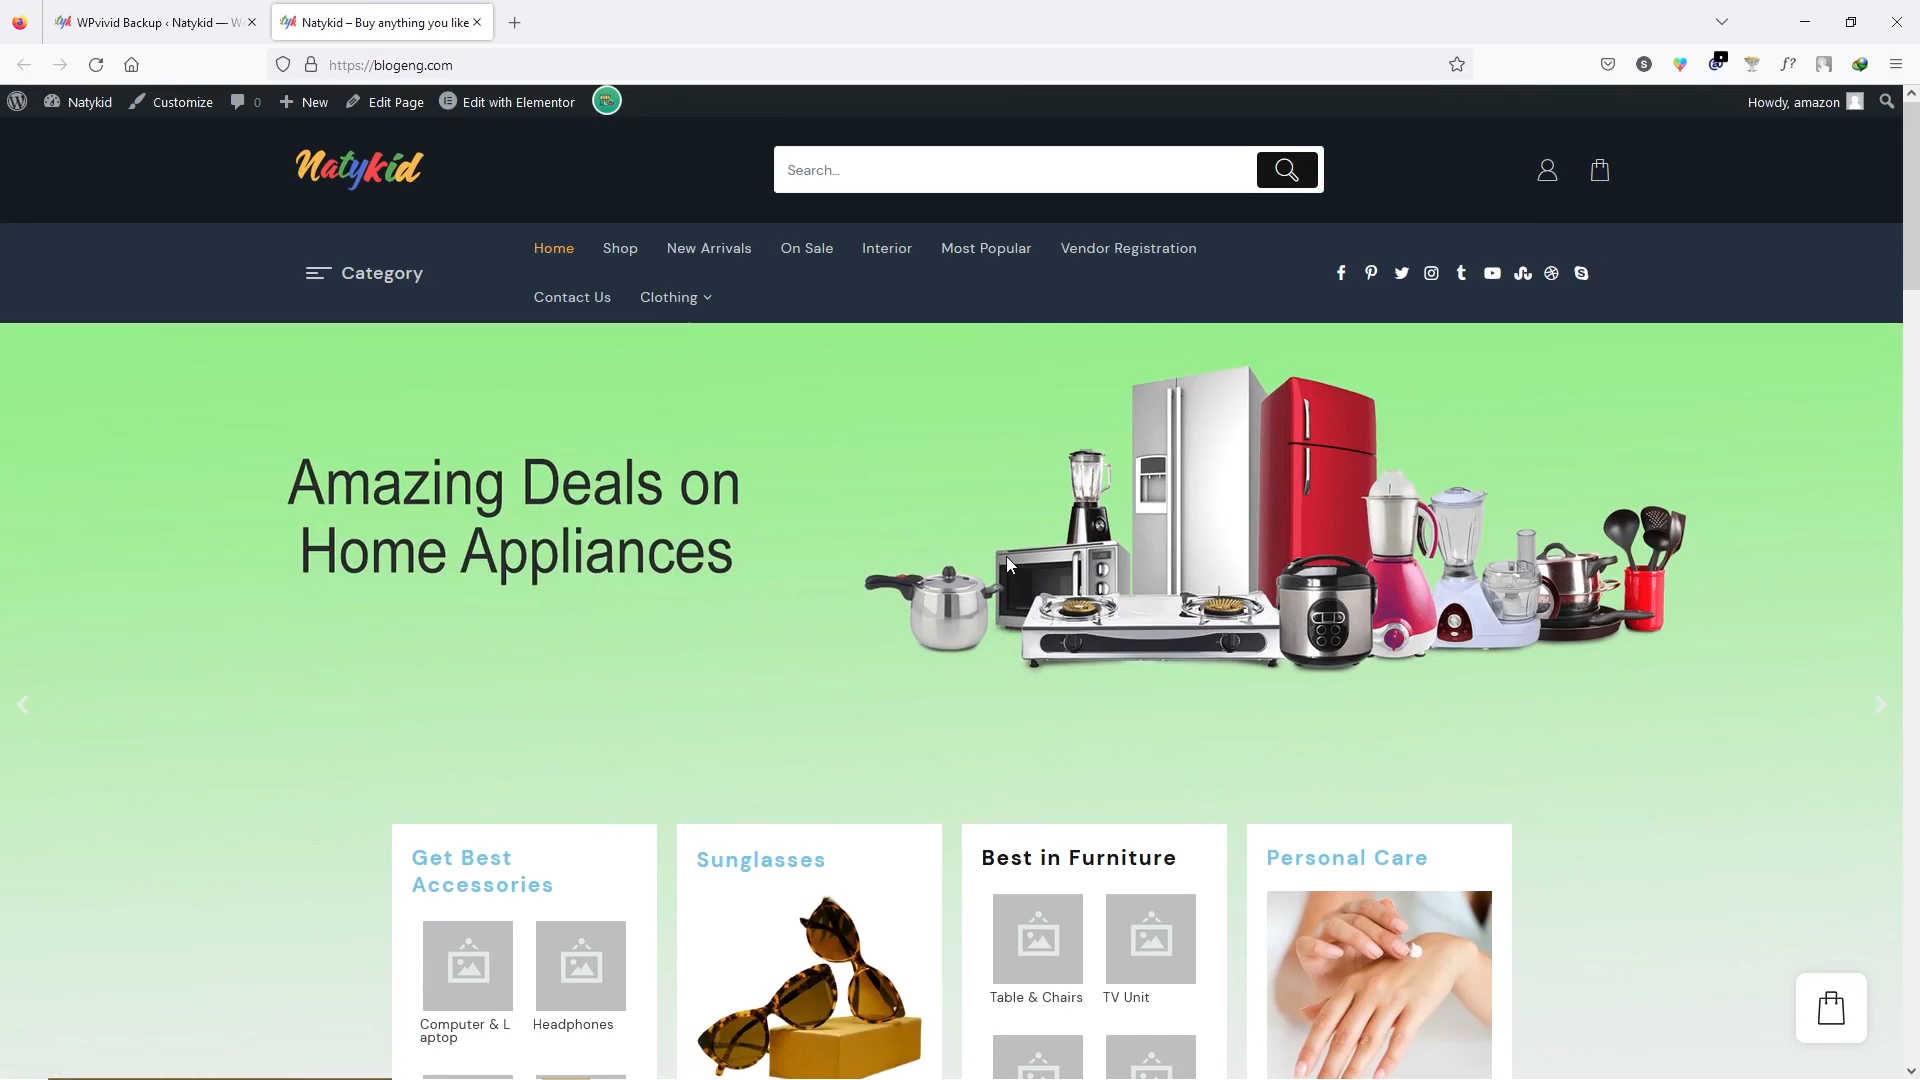 WPvivid Backup ‹ Natykid — W
Natykid – Buy anything you like
https://blogeng.com
Natykid
Customize
0
New
Edit Page
Edit with Elementor
Howdy, amazon
Natykid
Search...
Category
Home
Shop
New Arrivals
On Sale
Interior
Most Popular
Vendor Registration
Contact Us
Clothing
Amazing Deals on
Home Appliances
Get Best
Accessories
Computer & L
aptop
Headphones
Sunglasses
Best in Furniture
Table & Chairs
TV Unit
Personal Care